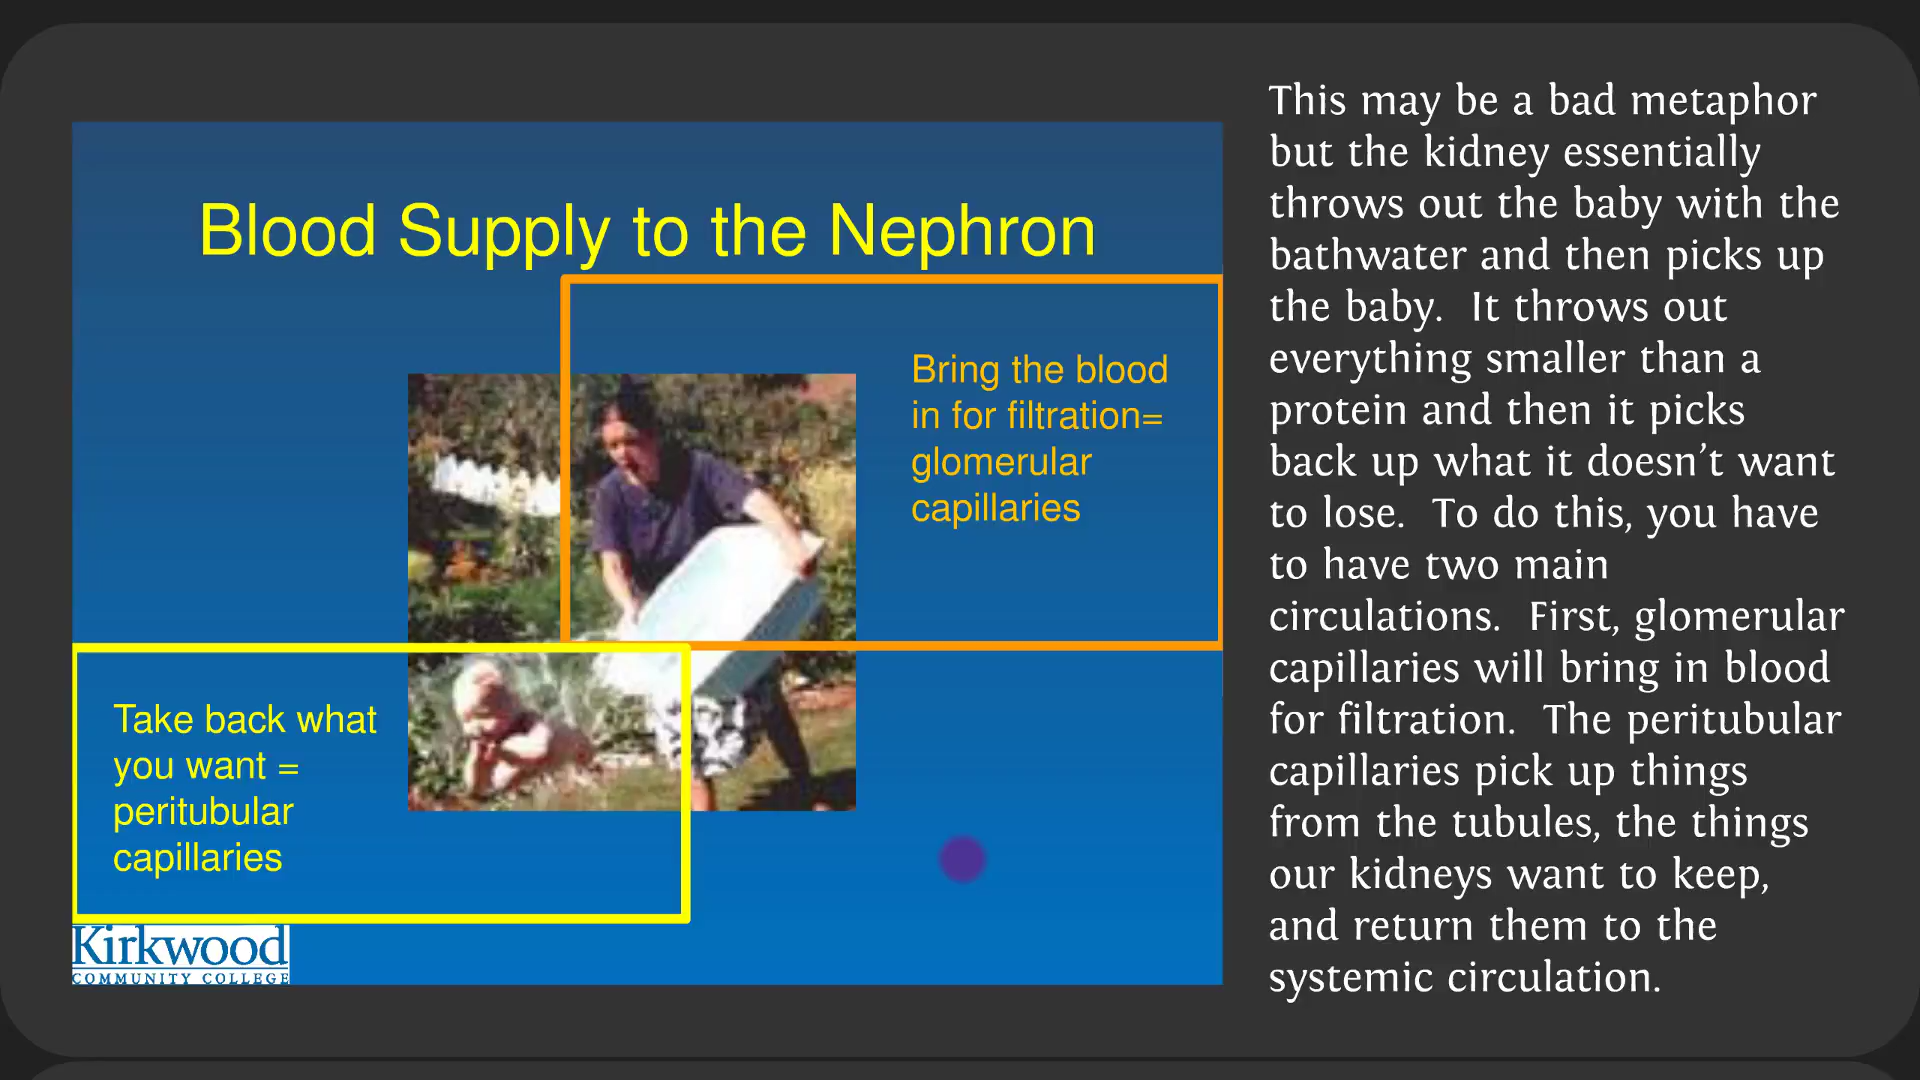 Blood Supply to the Nephron
Bring the blood
in for filtration=
glomerular
capillaries
Take back what
you want =
peritubular
capillaries
Kirkwood
COMMUNITY COLLEGE
This may be a bad metaphor
but the kidney essentially
throws out the baby with the
bathwater and then picks up
the baby.  It throws out
everything smaller than a
protein and then it picks
back up what it doesn’t want
to lose.  To do this, you have
to have two main
circulations.  First, glomerular
capillaries will bring in blood
for filtration.  The peritubular
capillaries pick up things
from the tubules, the things
our kidneys want to keep,
and return them to the
systemic circulation.